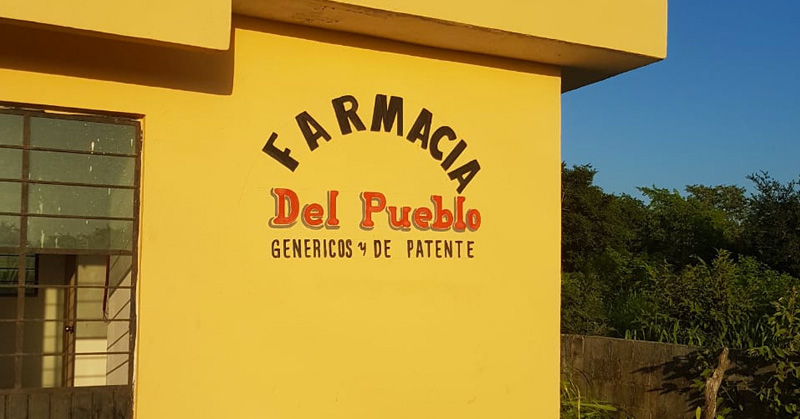 FARMACIA
Del Pueblo
GENERICOS y DE PATENTE